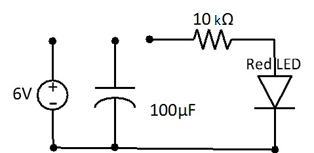 10 kΩ
Red LED
6V
+
-
100μF